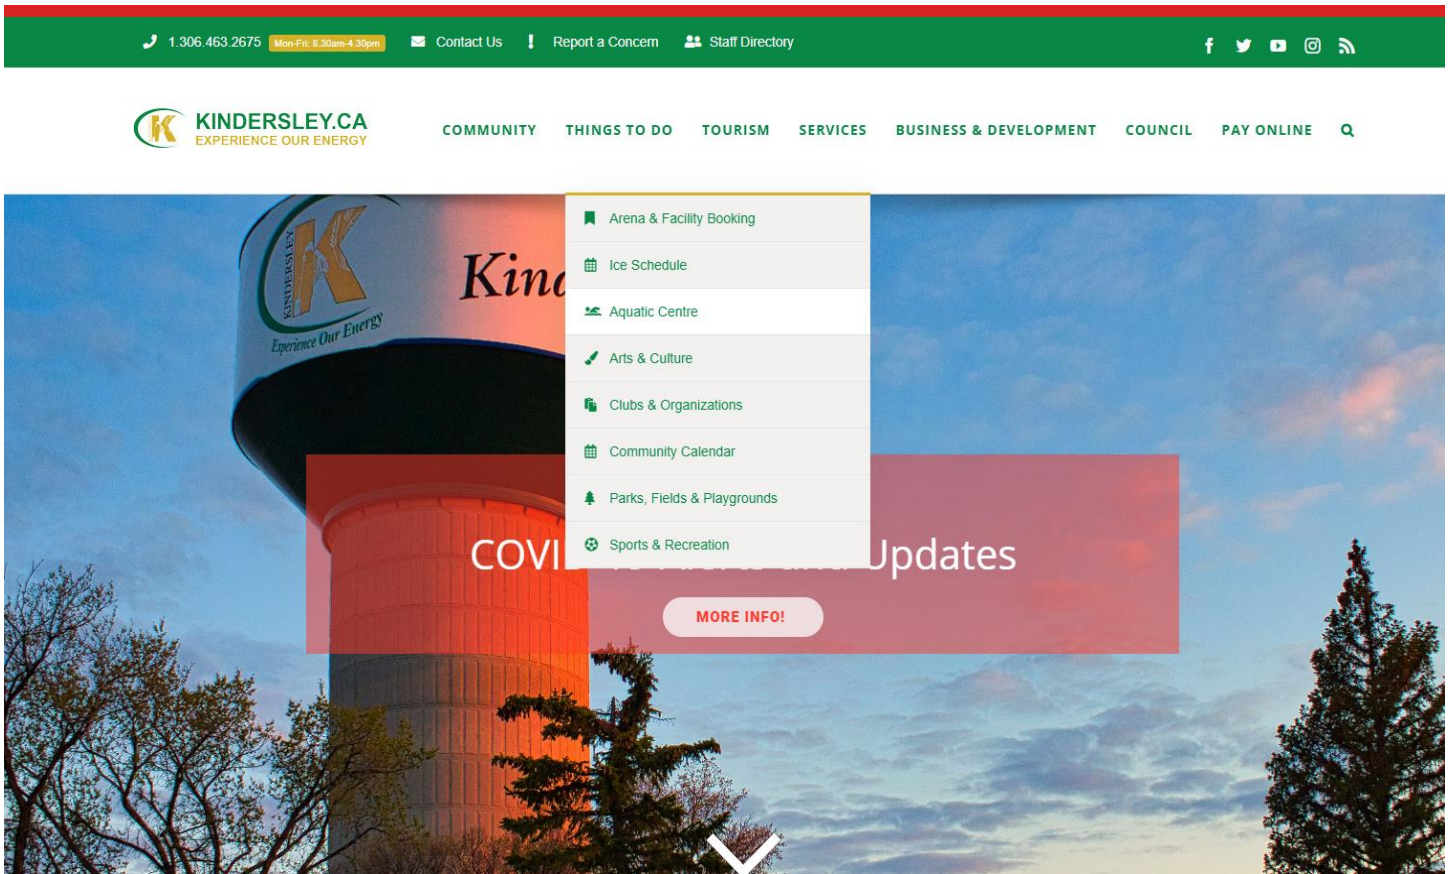 1.306.463.2675 Mon-Fri: 8.30am-4.30pm Contact Us Report a Concern Staff Directory
KINDERSLEY.CA
EXPERIENCE OUR ENERGY
COMMUNITY THINGS TO DO TOURISM SERVICES BUSINESS & DEVELOPMENT COUNCIL PAY ONLINE
Arena & Facility Booking
Ice Schedule
Aquatic Centre
Arts & Culture
Clubs & Organizations
Community Calendar
Parks, Fields & Playgrounds
Sports & Recreation
KINDERSLEY
Experience Our Energy
Kind
COVID Updates
MORE INFO!